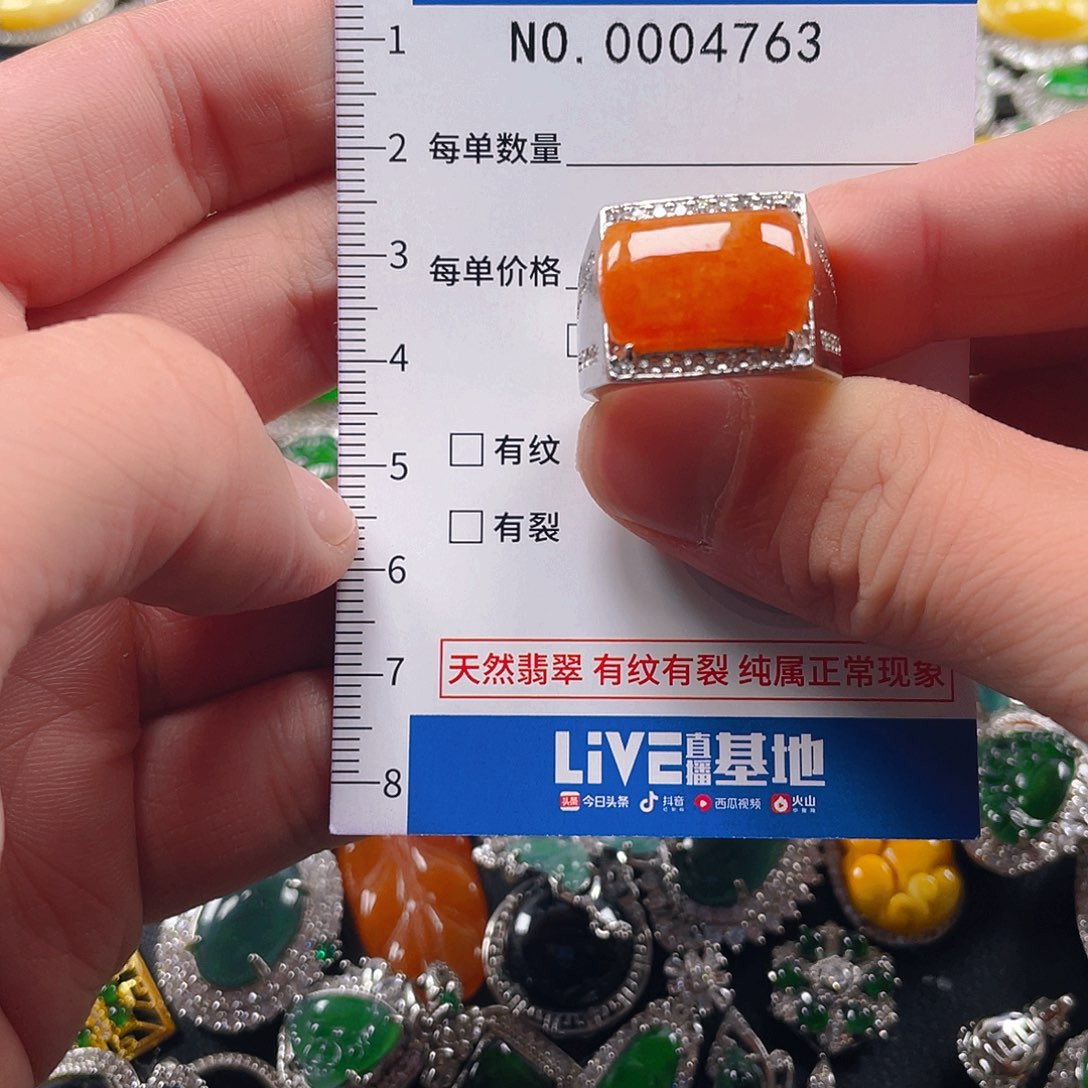 1
NO. 0004763
2
每单数量
3
每单价格
4
5
□ 有纹
□ 有裂
6
7
天然翡翠 有纹有裂 纯属正常现象
LiVE直播基地
8
头条 今日头条 抖音 西瓜视频 火山